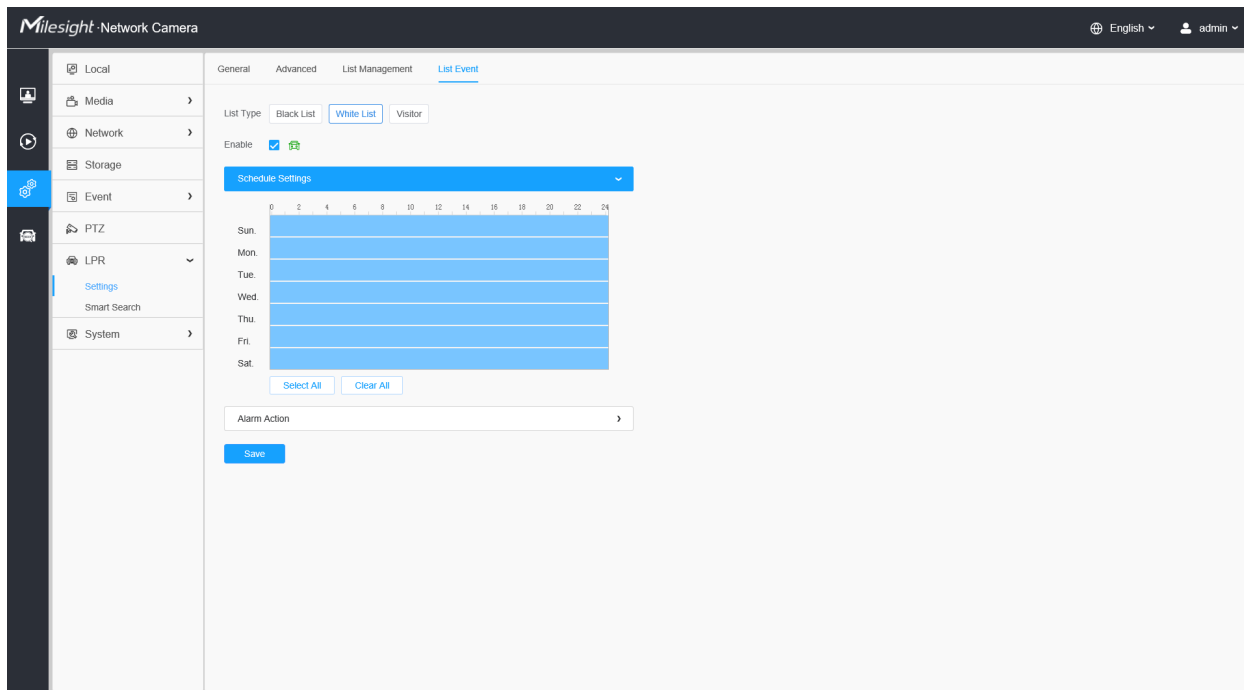 Milesight · Network Camera
English
admin
Local
Media
Network
Storage
Event
PTZ
LPR
Settings
Smart Search
System
General Advanced List Management List Event
List Type Black List White List Visitor
Enable
Schedule Settings
0 2 4 6 8 10 12 14 16 18 20 22 24
Sun.
Mon.
Tue.
Wed.
Thu.
Fri.
Sat.
Select All Clear All
Alarm Action
Save